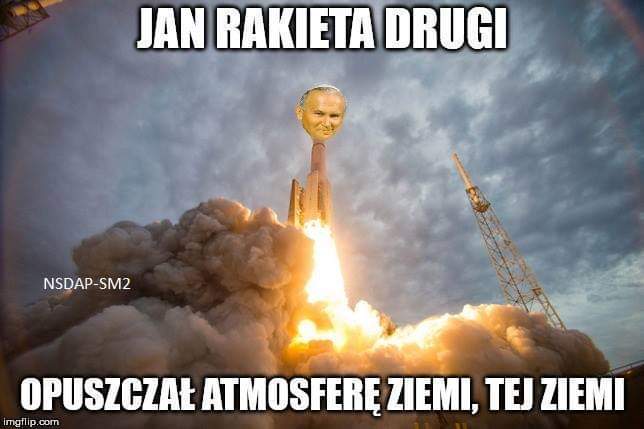 JAN RAKIETA DRUGI
NSDAP-SM2
OPUSZCZAŁ ATMOSFERĘ ZIEMI, TEJ ZIEMI
imgflip.com